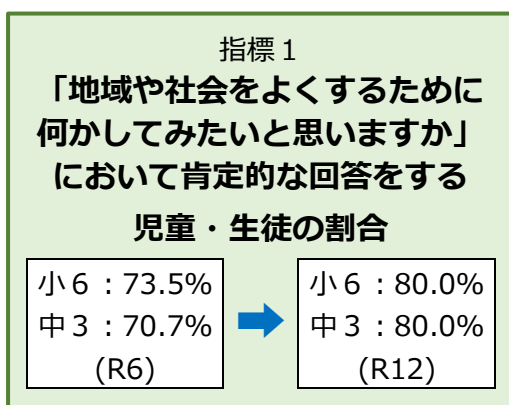 指標1
「地域や社会をよくするために
何かしてみたいと思いますか」
において肯定的な回答をする
児童・生徒の割合
小6：73.5%
中3：70.7%
(R6)
小6：80.0%
中3：80.0%
(R12)